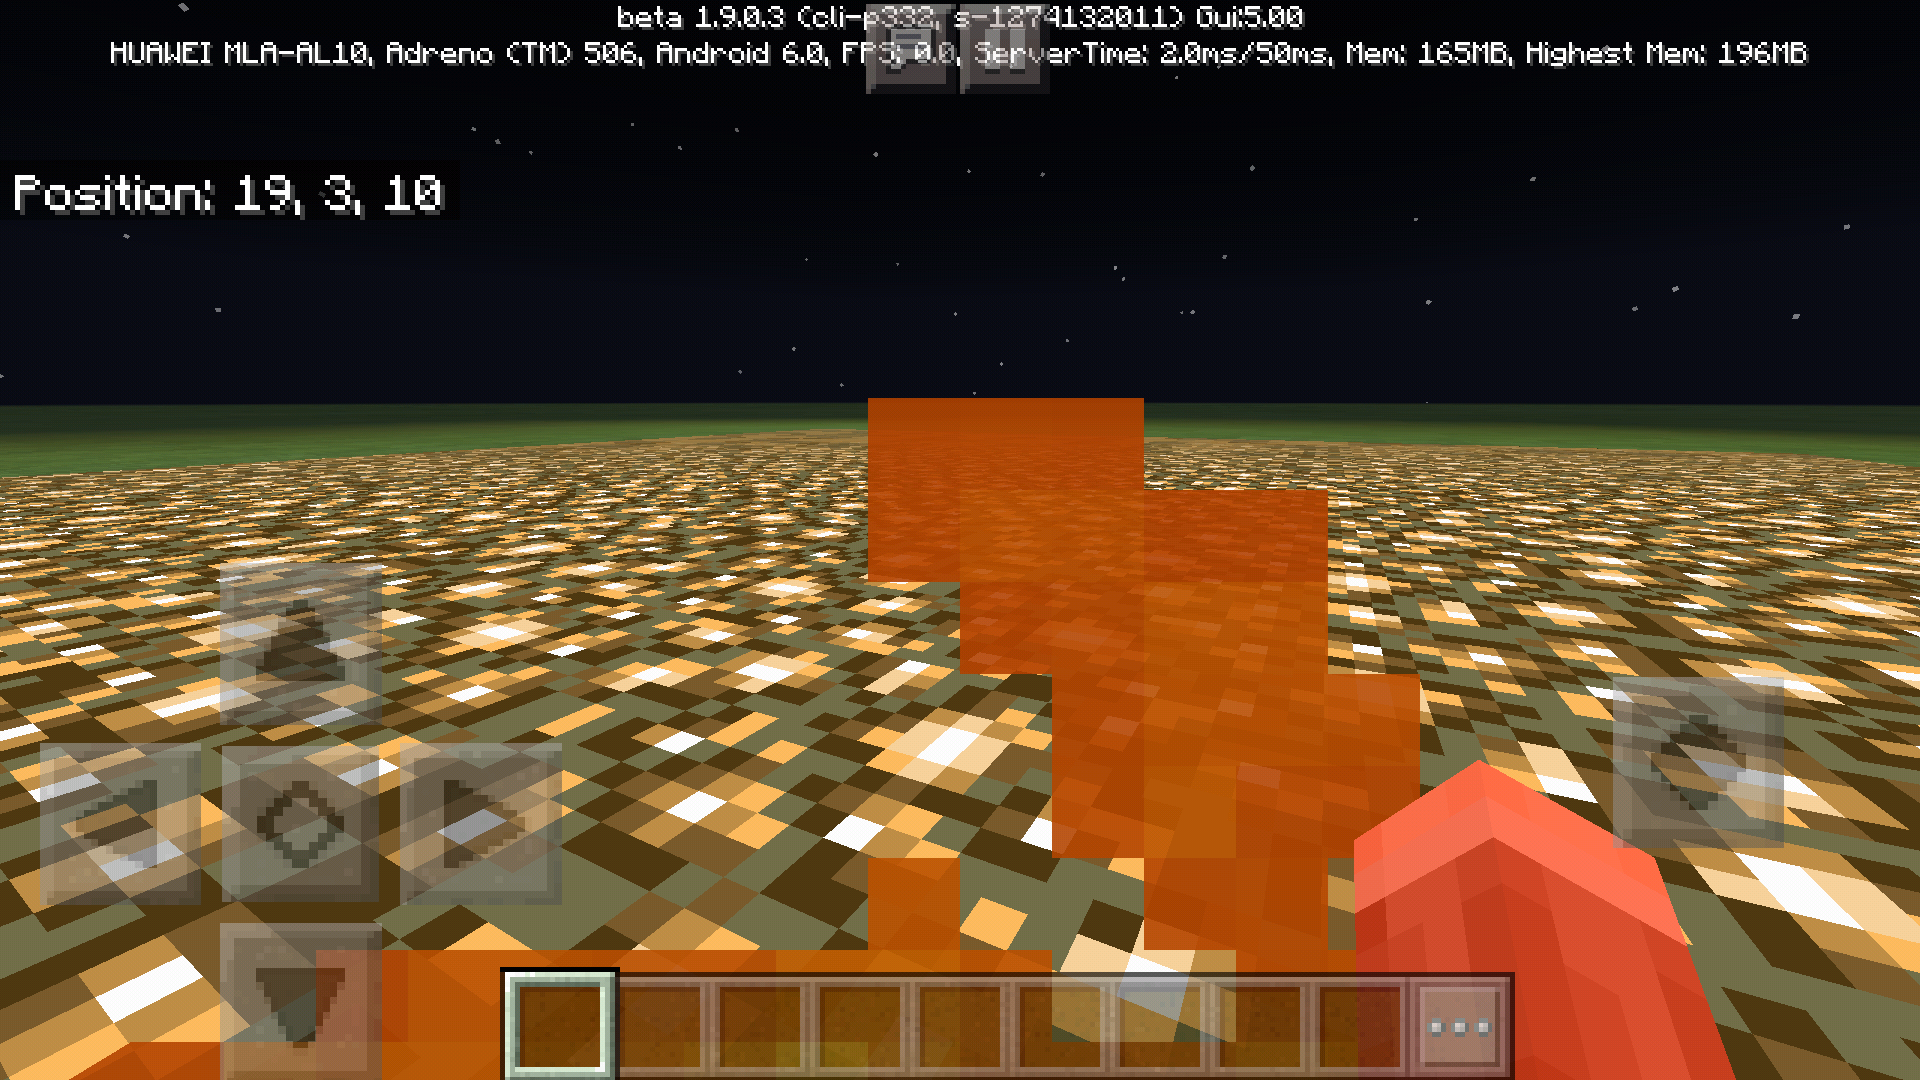 beta 1.9.0.3 (cli-p332, s-1274132011) Gui:5.00
HUAWEI MLA-AL10, Adreno (TM) 506, Android 6.0, FPS: 0.0, ServerTime: 2.0ms/50ms, Mem: 165MB, Highest Mem: 196MB
Position: 19, 3, 10